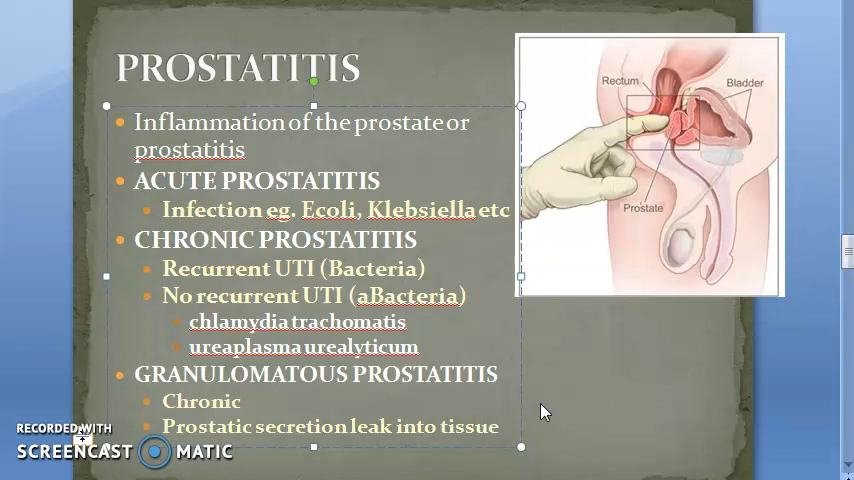 PROSTATITIS
Inflammation of the prostate or
prostatitis
ACUTE PROSTATITIS
Infection eg. Ecoli, Klebsiella etc
CHRONIC PROSTATITIS
Recurrent UTI (Bacteria)
No recurrent UTI (aBacteria)
chlamydia trachomatis
ureaplasma urealyticum
GRANULOMATOUS PROSTATITIS
Chronic
Prostatic secretion leak into tissue
Rectum
Bladder
Prostate
RECORDED WITH
SCREENCAST MATIC